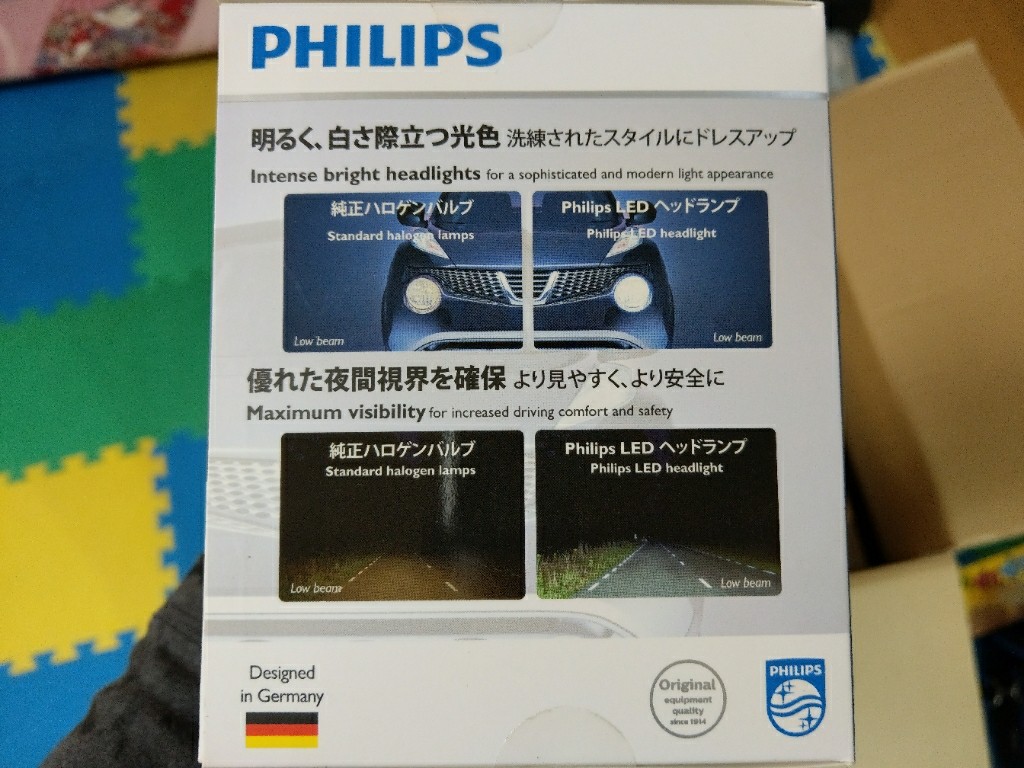 PHILIPS
明るく、白さ際立つ光色 洗練されたスタイルにドレスアップ
Intense bright headlights for a sophisticated and modern light appearance
純正ハロゲンバルブ
Standard halogen lamps
Low beam
Philips LED ヘッドランプ
Philips LED headlight
Low beam
優れた夜間視界を確保 より見やすく、より安全に
Maximum visibility for increased driving comfort and safety
純正ハロゲンバルブ
Standard halogen lamps
Low beam
Philips LED ヘッドランプ
Philips LED headlight
Low beam
Designed
in Germany
Original
equipment
quality
since 1914
PHILIPS